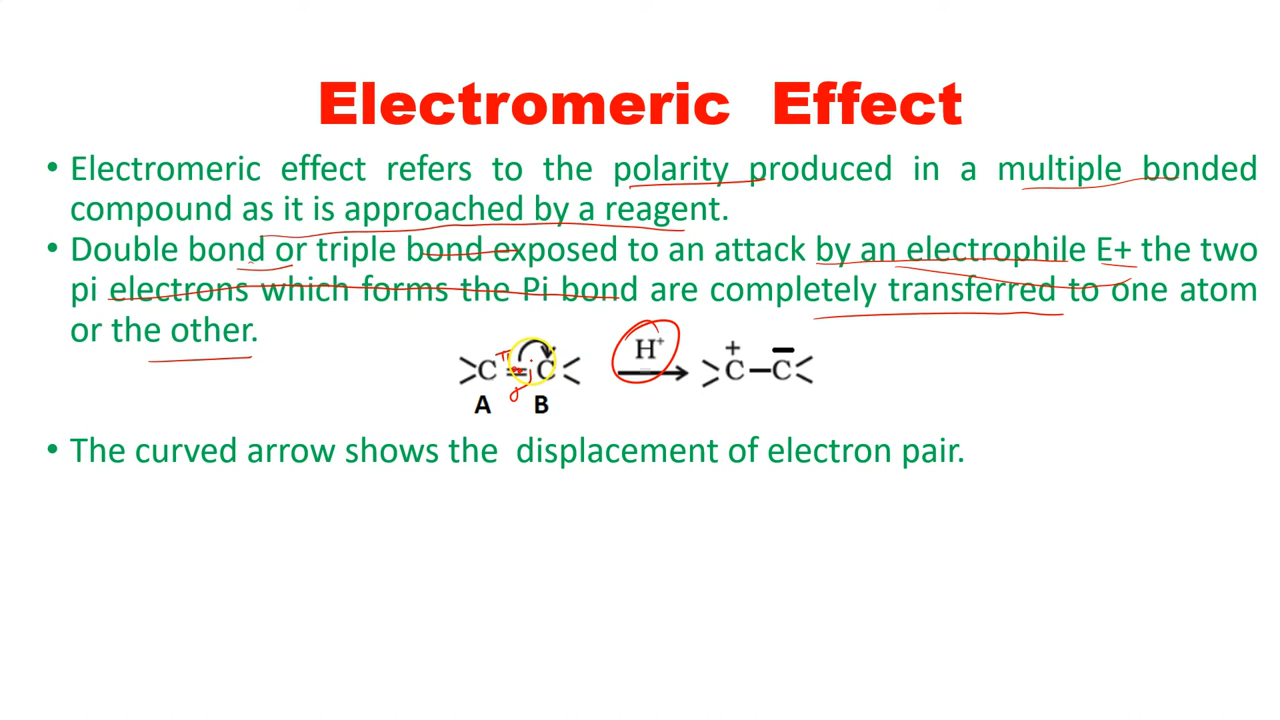 Electromeric Effect
• Electromeric effect refers to the polarity produced in a multiple bonded
compound as it is approached by a reagent.
• Double bond or triple bond exposed to an attack by an electrophile E+ the two
pi electrons which forms the Pi bond are completely transferred to one atom
or the other.
>C = C< H⁺ >C⁺ – C⁻<
A B
• The curved arrow shows the displacement of electron pair.